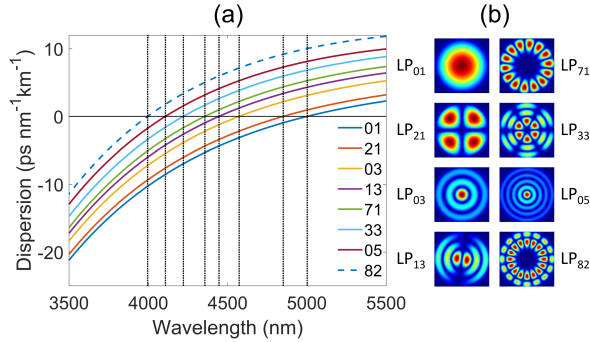 (a)
(b)
Dispersion (ps nm⁻¹km⁻¹)
10
0
-10
-20
01
21
03
13
71
33
05
82
3500
4000
4500
5000
5500
Wavelength (nm)
LP₀₁
LP₇₁
LP₂₁
LP₃₃
LP₀₃
LP₀₅
LP₁₃
LP₈₂